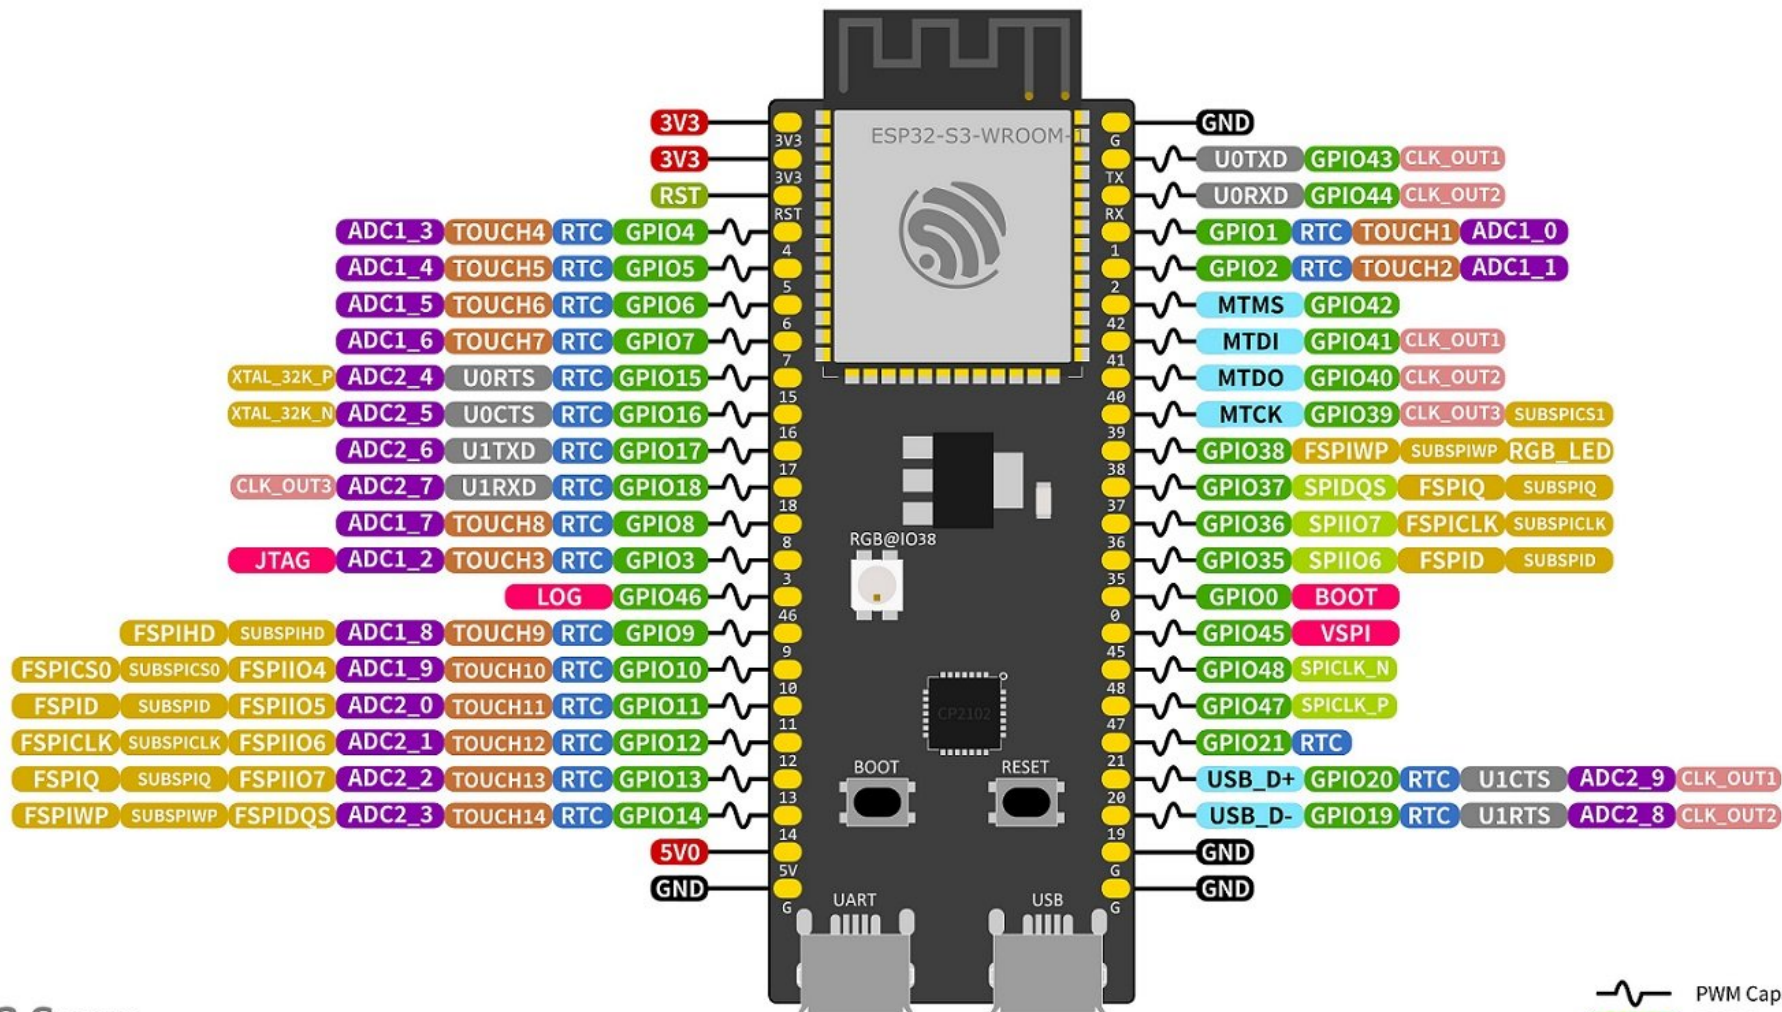 ESP32-S3-WROOM-1
3V3 3V3 G GND
3V3 3V3 TX U0TXD GPIO43 CLK_OUT1
RST RST RX U0RXD GPIO44 CLK_OUT2
ADC1_3 TOUCH4 RTC GPIO4 4 1 GPIO1 RTC TOUCH1 ADC1_0
ADC1_4 TOUCH5 RTC GPIO5 5 2 GPIO2 RTC TOUCH2 ADC1_1
ADC1_5 TOUCH6 RTC GPIO6 6 42 MTMS GPIO42
ADC1_6 TOUCH7 RTC GPIO7 7 41 MTDI GPIO41 CLK_OUT1
XTAL_32K_P ADC2_4 U0RTS RTC GPIO15 15 40 MTDO GPIO40 CLK_OUT2
XTAL_32K_N ADC2_5 U0CTS RTC GPIO16 16 39 MTCK GPIO39 CLK_OUT3 SUBSPICS1
ADC2_6 U1TXD RTC GPIO17 17 38 GPIO38 FSPIWP SUBSPIWP RGB_LED
CLK_OUT3 ADC2_7 U1RXD RTC GPIO18 18 37 GPIO37 SPIDQS FSPIQ SUBSPIQ
ADC1_7 TOUCH8 RTC GPIO8 8 36 GPIO36 SPIIO7 FSPICLK SUBSPICLK
RGB@IO38
JTAG ADC1_2 TOUCH3 RTC GPIO3 3 35 GPIO35 SPIIO6 FSPID SUBSPID
LOG GPIO46 46 0 GPIO0 BOOT
FSPIHD SUBSPIHD ADC1_8 TOUCH9 RTC GPIO9 9 45 GPIO45 VSPI
FSPICS0 SUBSPICS0 FSPIIO4 ADC1_9 TOUCH10 RTC GPIO10 10 48 GPIO48 SPICLK_N
FSPID SUBSPID FSPIIO5 ADC2_0 TOUCH11 RTC GPIO11 11 47 GPIO47 SPICLK_P
CP2102
FSPICLK SUBSPICLK FSPIIO6 ADC2_1 TOUCH12 RTC GPIO12 12 21 GPIO21 RTC
BOOT RESET
FSPIQ SUBSPIQ FSPIIO7 ADC2_2 TOUCH13 RTC GPIO13 13 20 USB_D+ GPIO20 RTC U1CTS ADC2_9 CLK_OUT1
FSPIWP SUBSPIWP FSPIDQS ADC2_3 TOUCH14 RTC GPIO14 14 19 USB_D- GPIO19 RTC U1RTS ADC2_8 CLK_OUT2
5V0 5V G GND
GND G G GND
UART USB
PWM Cap